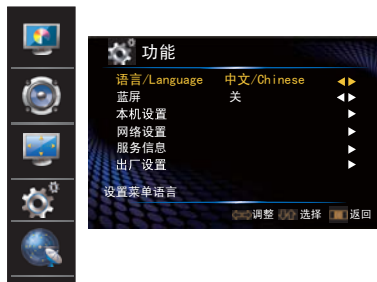 功能
语言/Language 中文/Chinese
蓝屏 关
本机设置
网络设置
服务信息
出厂设置
设置菜单语言
调整 选择 返回